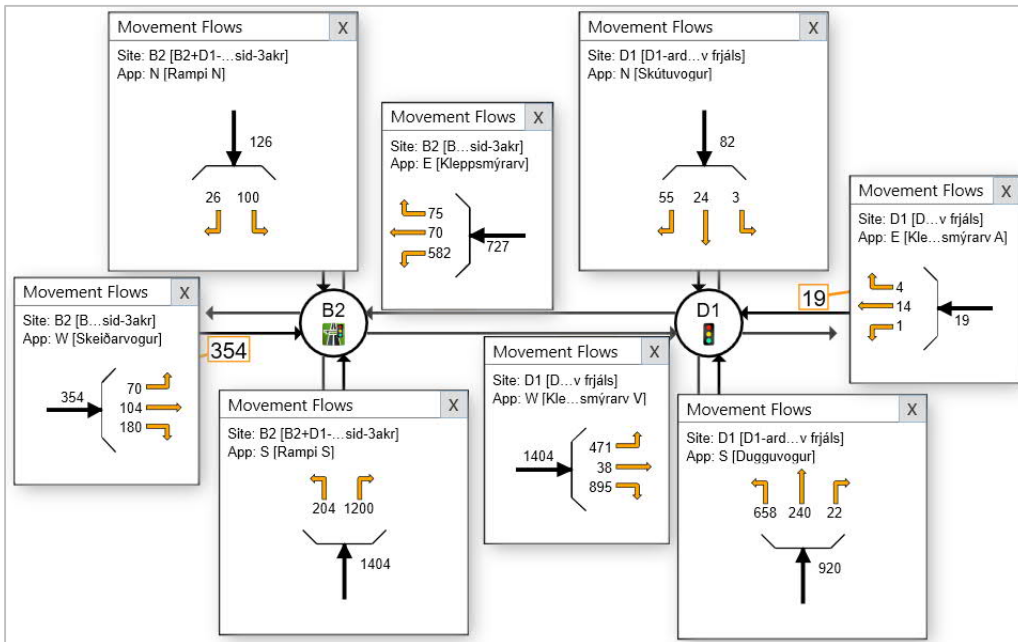 Movement Flows X
Site: B2 [B2+D1-...sid-3akr]
App: N [Rampi N]
126
26 100
Movement Flows X
Site: B2 [B...sid-3akr]
App: E [Kleppsmýrarv]
75
70
582
727
Movement Flows X
Site: D1 [D1-ard...v frjáls]
App: N [Skútuvogur]
82
55 24 3
Movement Flows X
Site: D1 [D...v frjáls]
App: E [Kle...smýrarv A]
4
14
1
19
19
Movement Flows X
Site: B2 [B...sid-3akr]
App: W [Skeiðarvogur]
354
70
104
180
354
B2
D1
Movement Flows X
Site: B2 [B2+D1-...sid-3akr]
App: S [Rampi S]
204 1200
1404
Movement Flows X
Site: D1 [D...v frjáls]
App: W [Kle...smýrarv V]
1404
471
38
895
Movement Flows X
Site: D1 [D1-ard...v frjáls]
App: S [Dugguvogur]
658 240 22
920